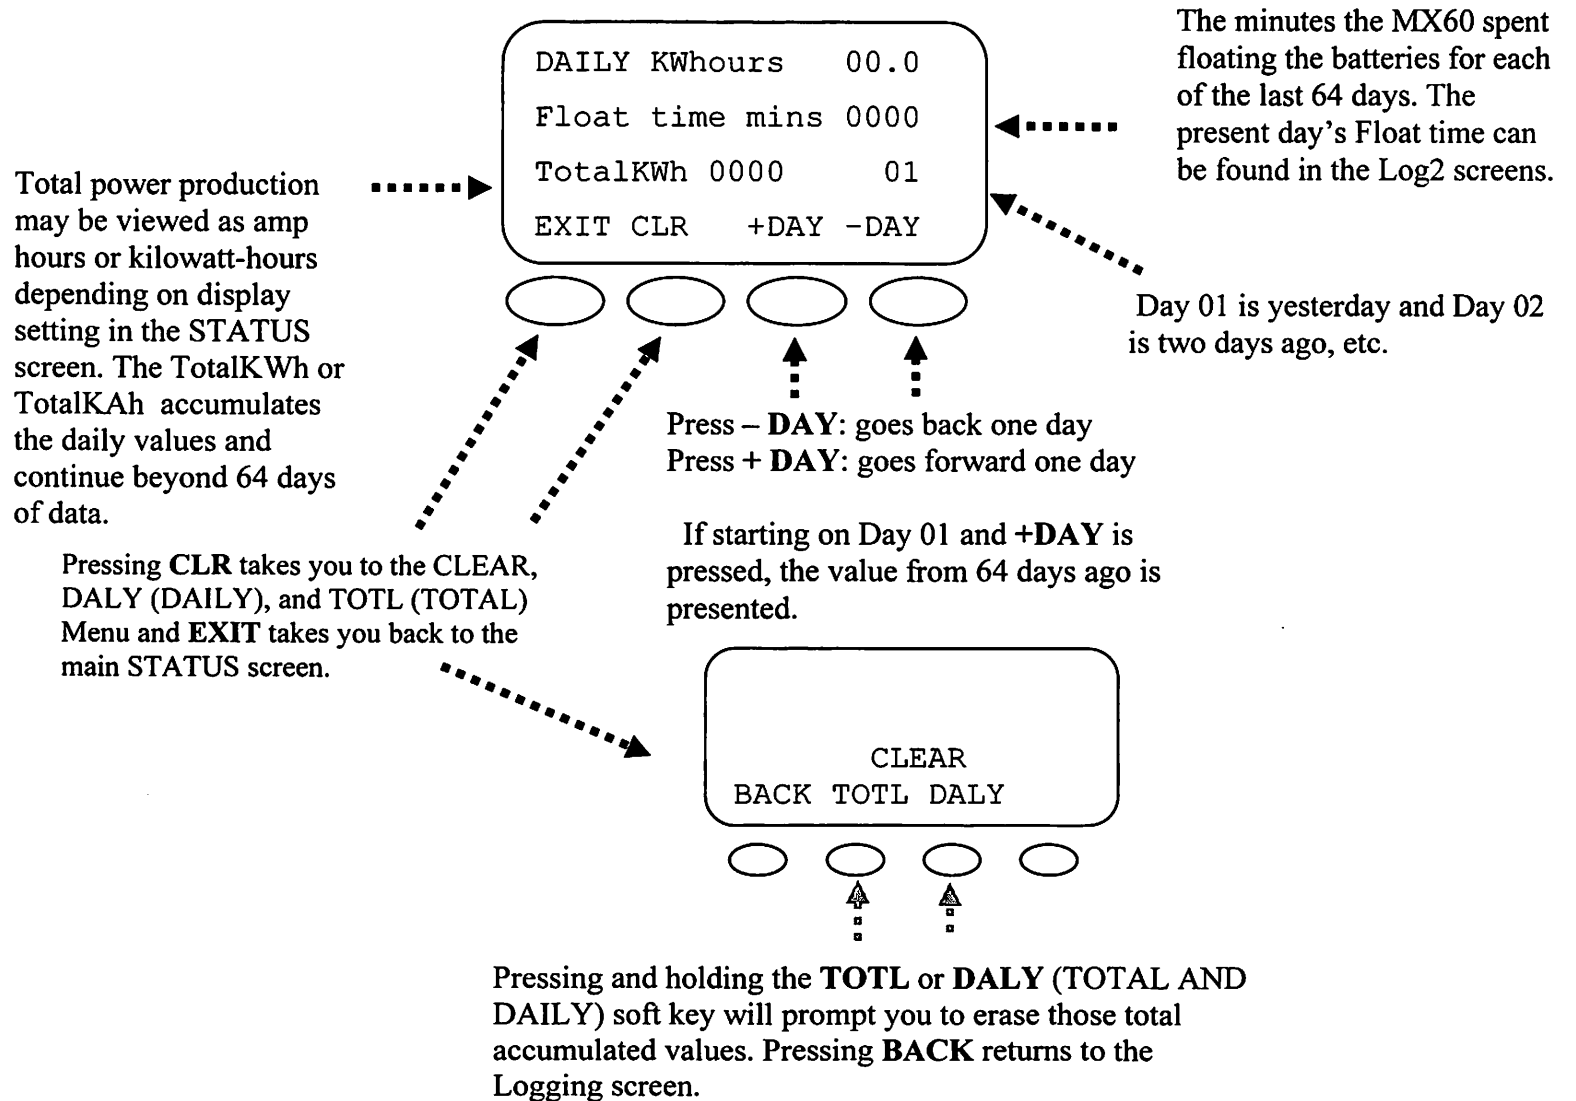 DAILY KWhours 00.0
Float time mins 0000
TotalKWh 0000 01
EXIT CLR +DAY -DAY
The minutes the MX60 spent
floating the batteries for each
of the last 64 days. The
present day's Float time can
be found in the Log2 screens.
Total power production
may be viewed as amp
hours or kilowatt-hours
depending on display
setting in the STATUS
screen. The TotalKWh or
TotalKAh accumulates
the daily values and
continue beyond 64 days
of data.
Day 01 is yesterday and Day 02
is two days ago, etc.
Press – DAY: goes back one day
Press + DAY: goes forward one day
If starting on Day 01 and +DAY is
pressed, the value from 64 days ago is
presented.
Pressing CLR takes you to the CLEAR,
DALY (DAILY), and TOTL (TOTAL)
Menu and EXIT takes you back to the
main STATUS screen.
CLEAR
BACK TOTL DALY
Pressing and holding the TOTL or DALY (TOTAL AND
DAILY) soft key will prompt you to erase those total
accumulated values. Pressing BACK returns to the
Logging screen.